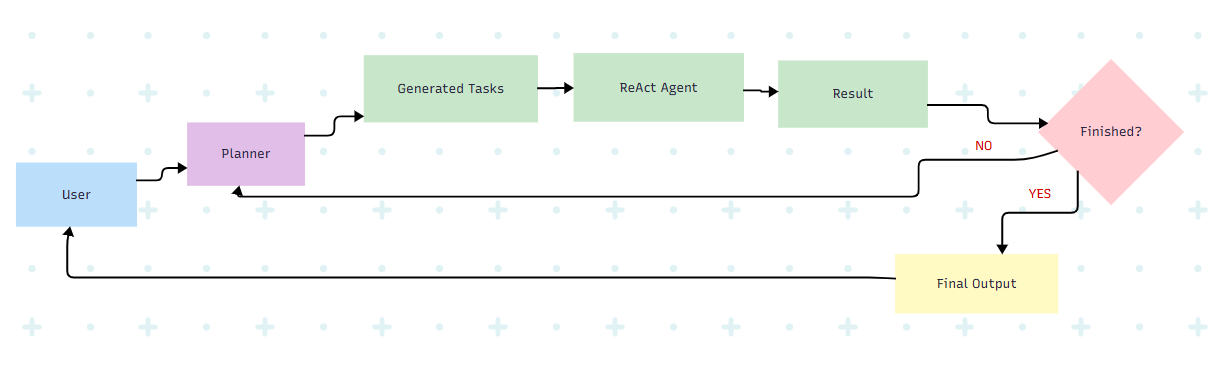 User
Planner
Generated Tasks
ReAct Agent
Result
Finished?
NO
YES
Final Output